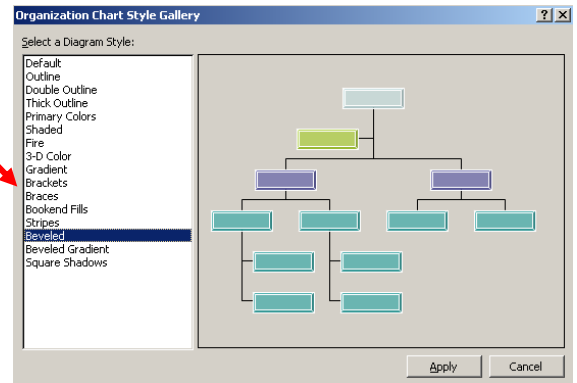 Organization Chart Style Gallery
Select a Diagram Style:
Default
Outline
Double Outline
Thick Outline
Primary Colors
Shaded
Fire
3-D Color
Gradient
Brackets
Braces
Bookend Fills
Stripes
Beveled
Beveled Gradient
Square Shadows
Apply
Cancel